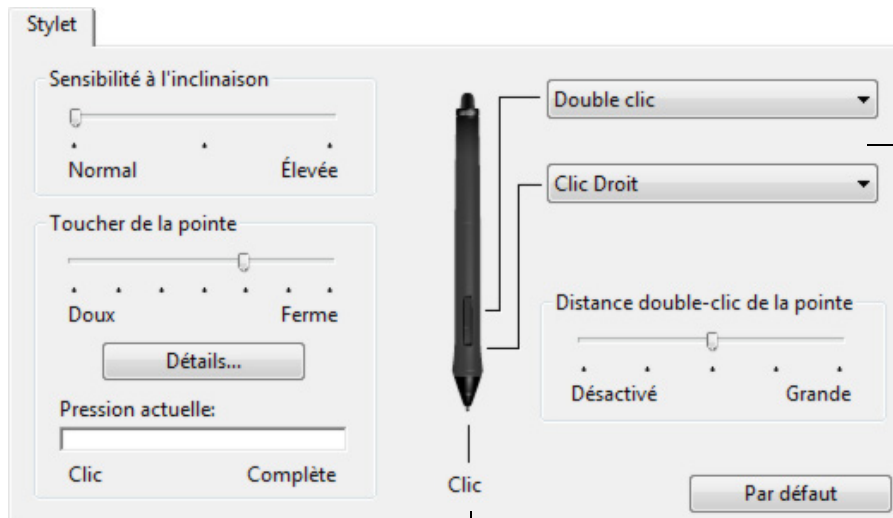 Stylet
Sensibilité à l'inclinaison
Normal Élevée
Toucher de la pointe
Doux Ferme
Détails...
Pression actuelle:
Clic Complète
Double clic
Clic Droit
Distance double-clic de la pointe
Désactivé Grande
Clic
Par défaut